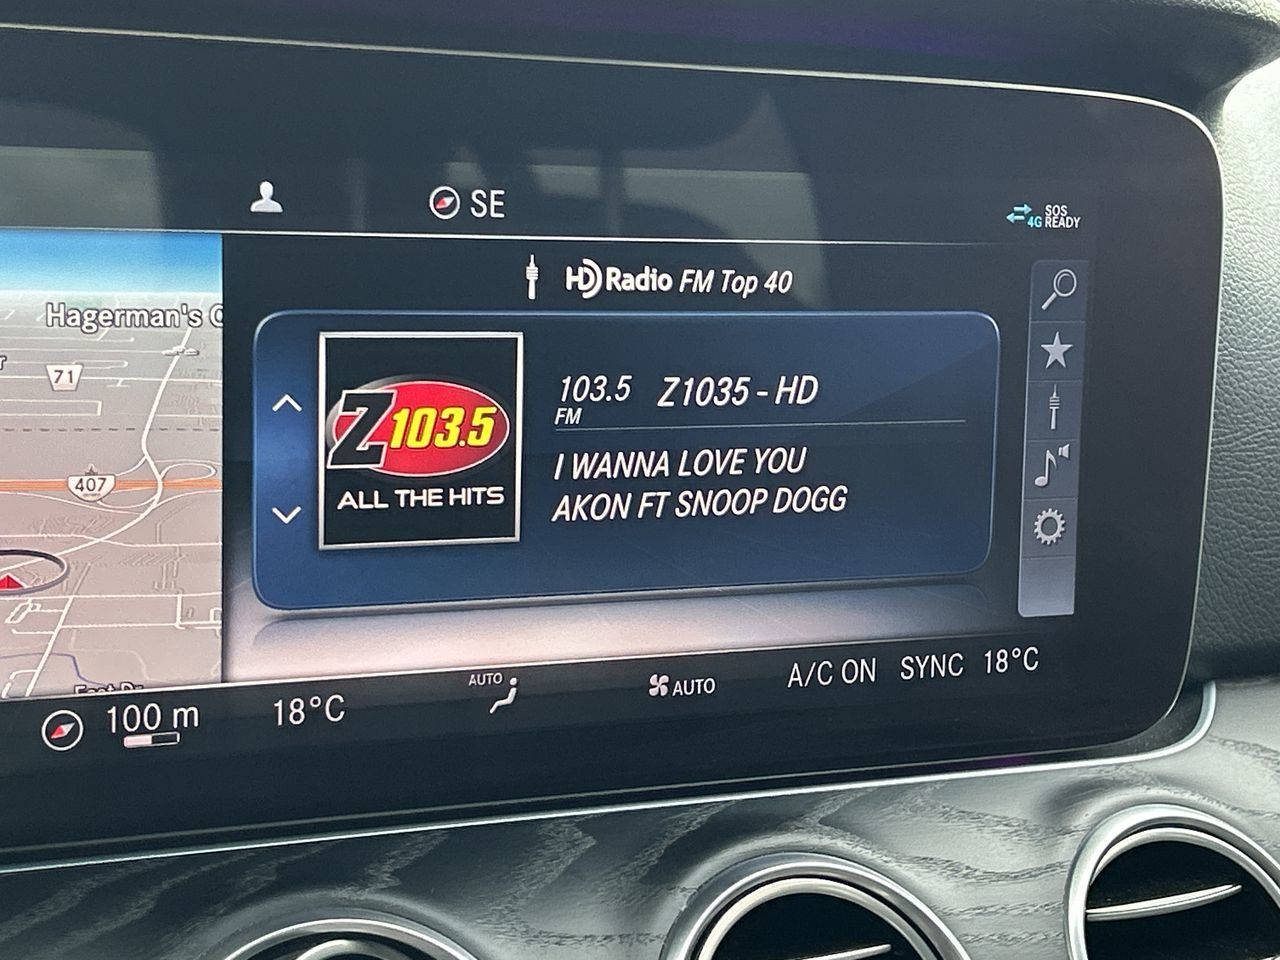 SE
4G SOS READY
HD Radio FM Top 40
Hagerman's
71
407
Z103.5
ALL THE HITS
103.5 Z1035 - HD
FM
I WANNA LOVE YOU
AKON FT SNOOP DOGG
100 m
18°C
AUTO
AUTO
A/C ON
SYNC
18°C